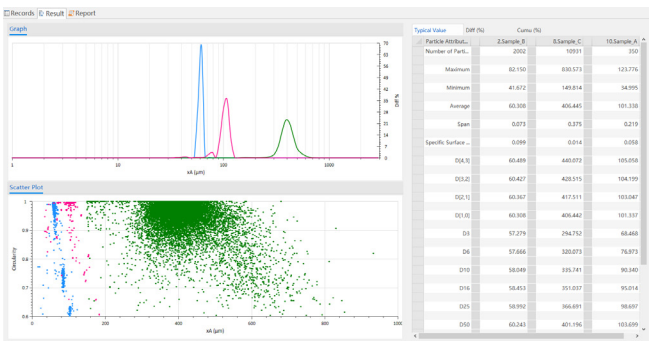 Records Result Report
Graph
70
63
56
49
42
35
28
21
14
7
0
Diff %
1 10 100 1000
xA (μm)
Scatter Plot
1
0.9
0.8
0.7
0.6
Circularity
0 200 400 600 800 1000
xA (μm)
Typical Value Diff (%) Cumu (%)
Particle Attribut... 2.Sample_B 8.Sample_C 10.Sample_A
Number of Parti... 2002 10931 350
Maximum 82.150 830.573 123.776
Minimum 41.672 149.814 34.995
Average 60.308 406.445 101.338
Span 0.073 0.375 0.219
Specific Surface ... 0.099 0.014 0.058
D[4,3] 60.489 440.072 105.050
D[3,2] 60.427 428.515 104.199
D[2,1] 60.367 417.511 103.047
D[1,0] 60.308 406.442 101.337
D3 57.279 294.752 68.468
D6 57.666 320.073 76.873
D10 58.049 335.741 90.340
D16 58.453 351.037 95.014
D25 58.992 366.691 98.697
D50 60.243 401.196 103.699